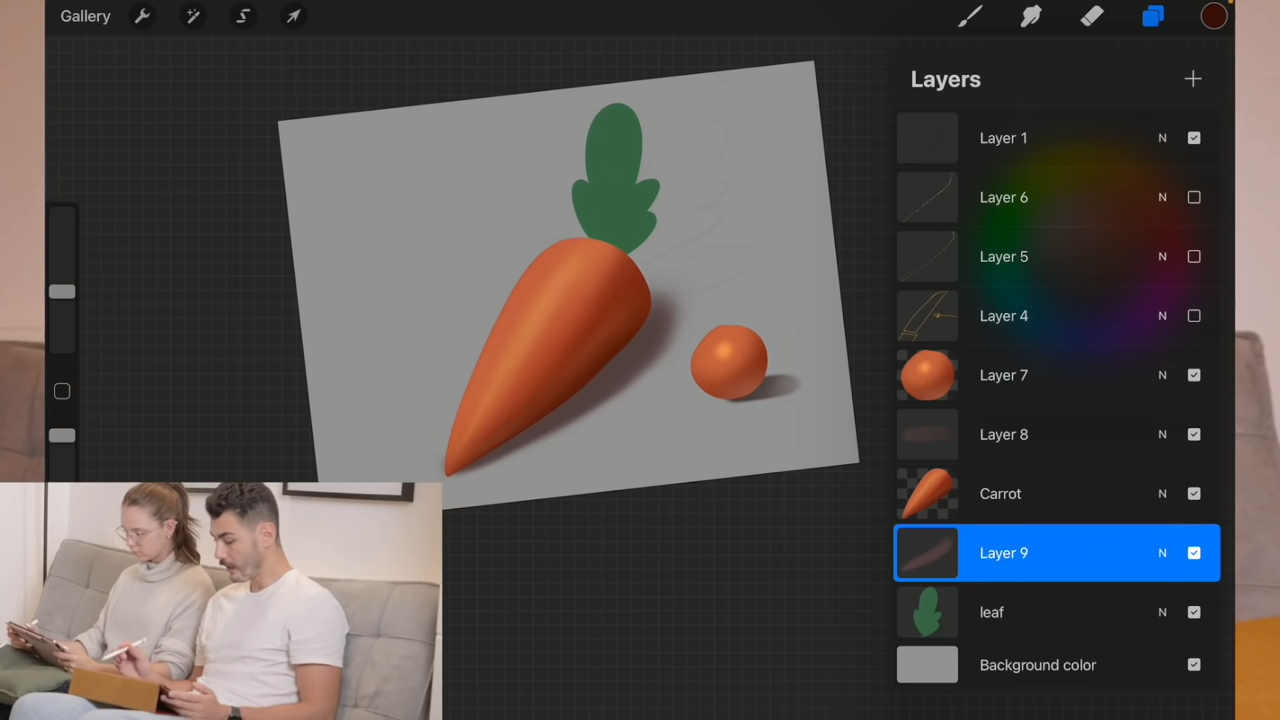 Gallery
Layers
Layer 1 N
Layer 6 N
Layer 5 N
Layer 4 N
Layer 7 N
Layer 8 N
Carrot N
Layer 9 N
leaf N
Background color